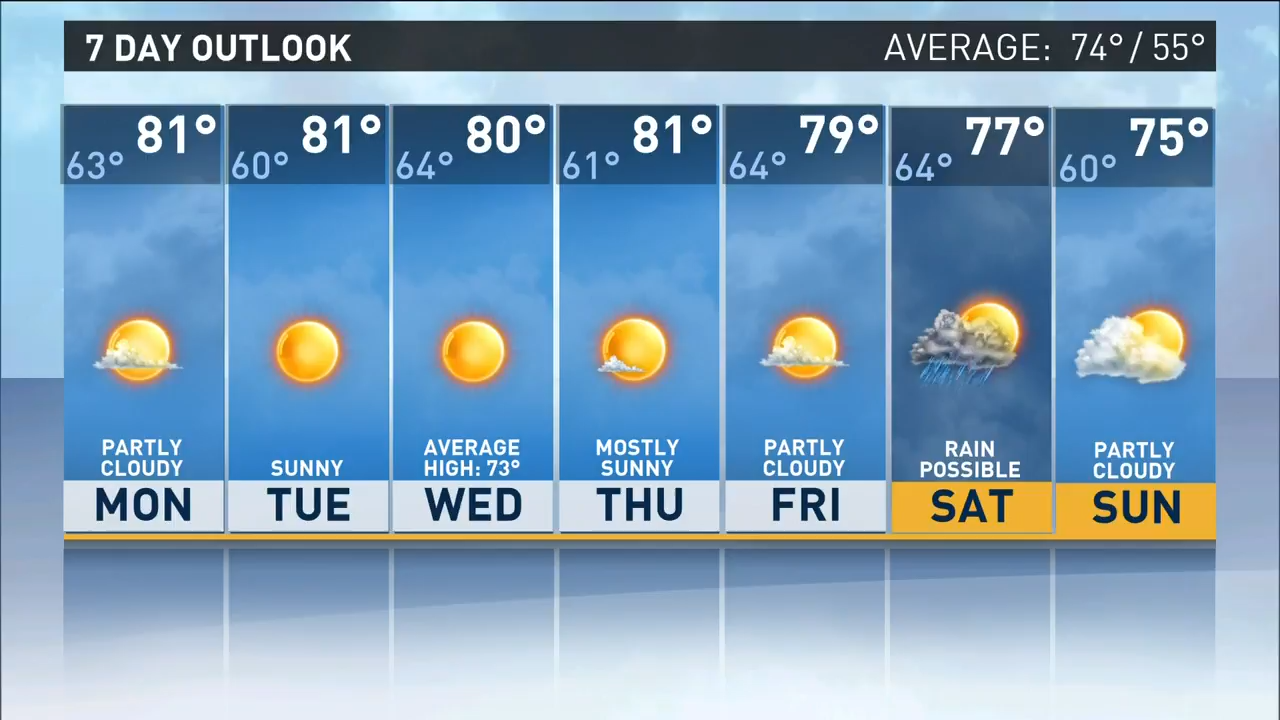 7 DAY OUTLOOK
AVERAGE: 74°/55°
81°
63°
PARTLY
CLOUDY
MON
81°
60°
SUNNY
TUE
80°
64°
AVERAGE
HIGH: 73°
WED
81°
61°
MOSTLY
SUNNY
THU
79°
64°
PARTLY
CLOUDY
FRI
77°
64°
RAIN
POSSIBLE
SAT
75°
60°
PARTLY
CLOUDY
SUN